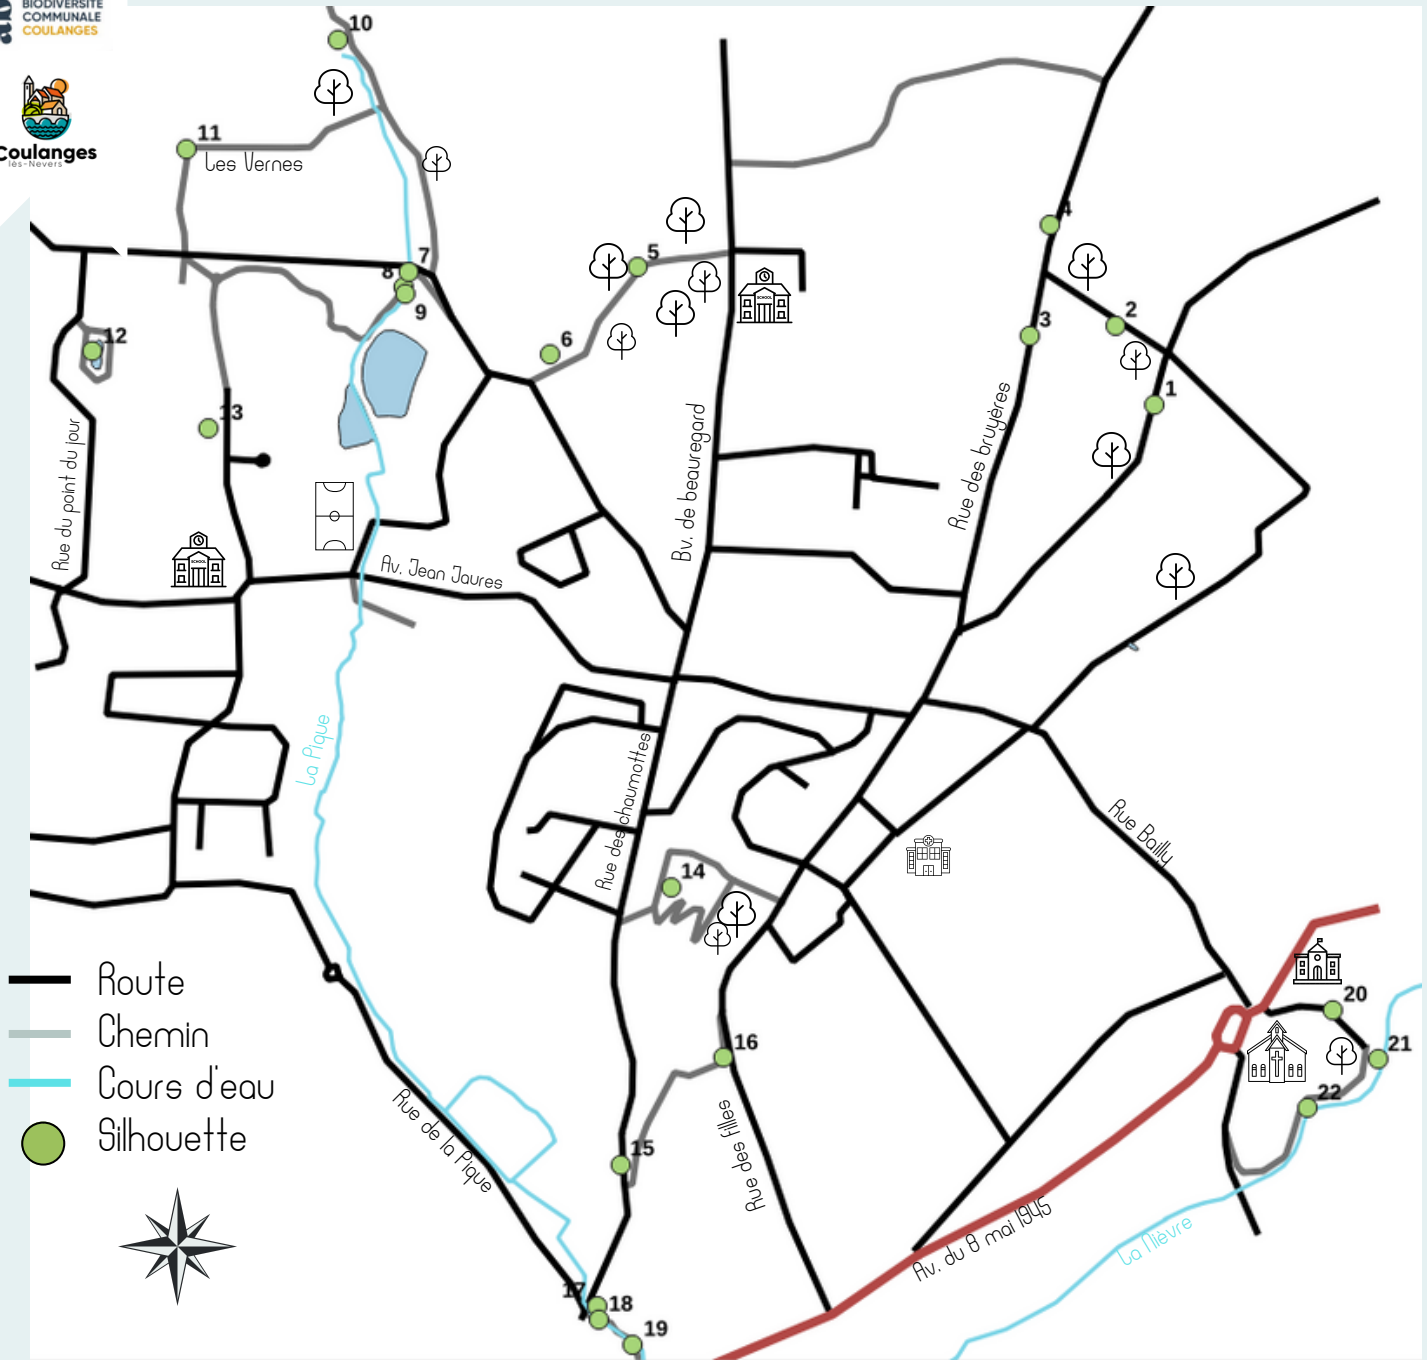 BIODIVERSITÉ
COMMUNALE
COULANGES
Coulanges
lès-Nevers
10
11
Les Vernes
7
8
9
12
13
5
6
4
2
3
1
SCHOOL
SCHOOL
Rue du point du jour
Bv. de beauregard
Rue des bruyères
Av. Jean Jaures
La Pique
Rue des chaumottes
14
Rue Bailly
Route
Chemin
Cours d'eau
Silhouette
16
15
Rue de la Pique
Rue des filles
20
21
22
Av. du 8 mai 1945
La Nièvre
17
18
19